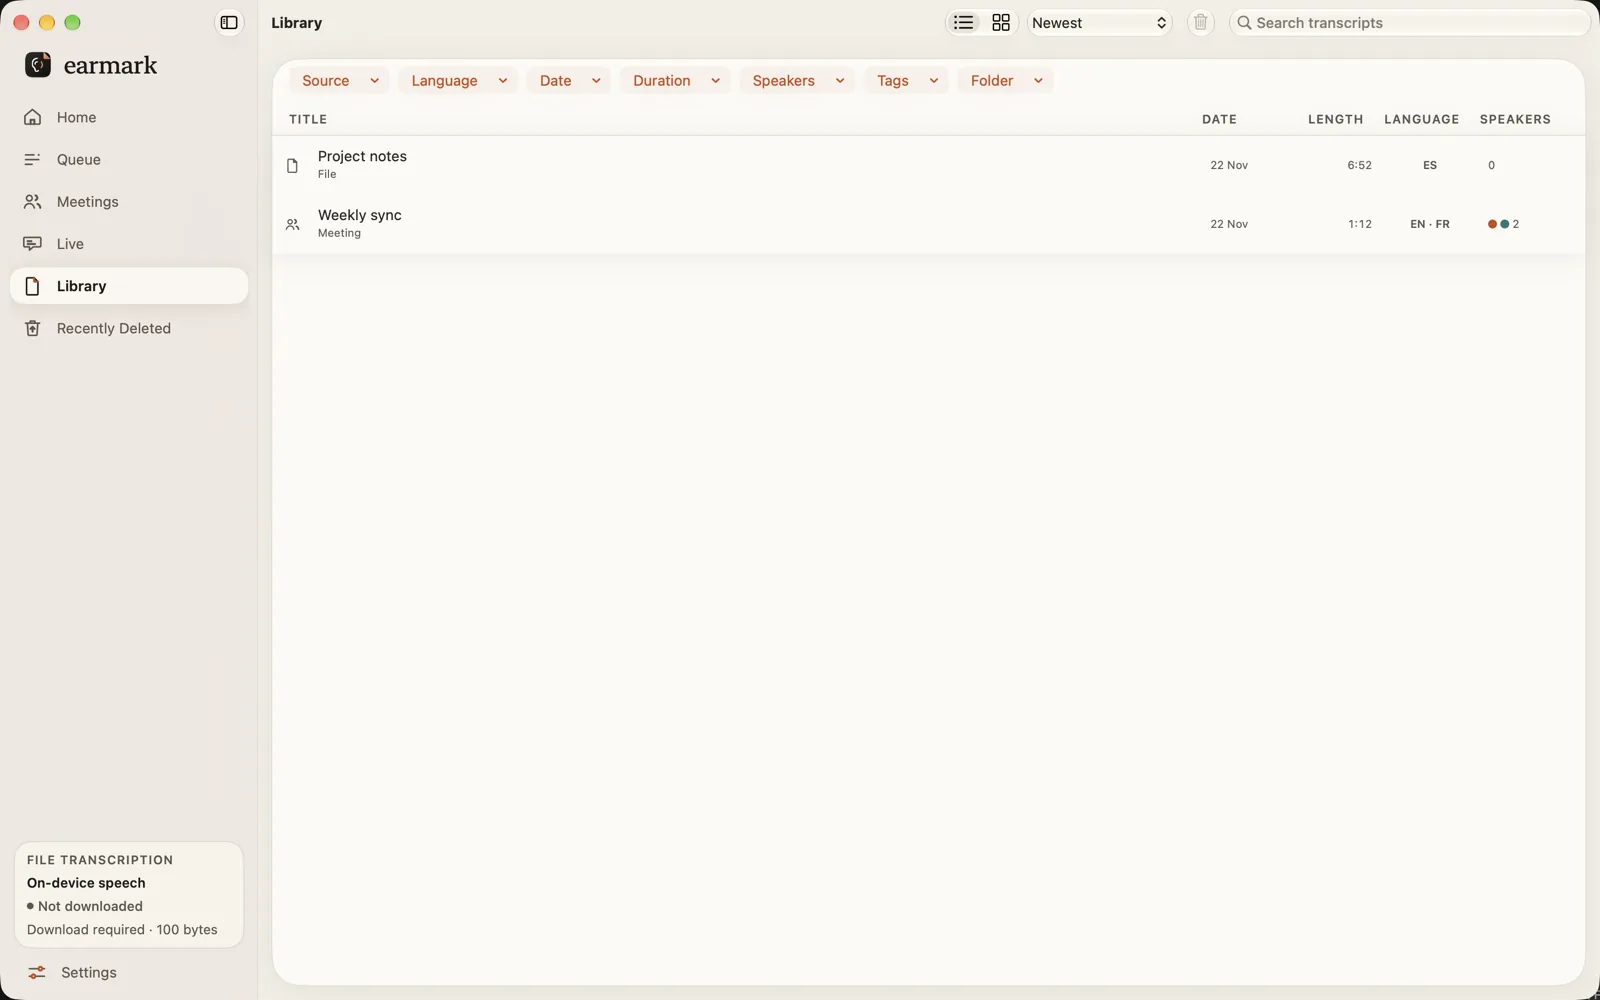 Library
Newest
Search transcripts
earmark
Home
Queue
Meetings
Live
Library
Recently Deleted
Source
Language
Date
Duration
Speakers
Tags
Folder
TITLE DATE LENGTH LANGUAGE SPEAKERS
Project notes
File
22 Nov 6:52 ES 0
Weekly sync
Meeting
22 Nov 1:12 EN · FR 2
FILE TRANSCRIPTION
On-device speech
Not downloaded
Download required · 100 bytes
Settings